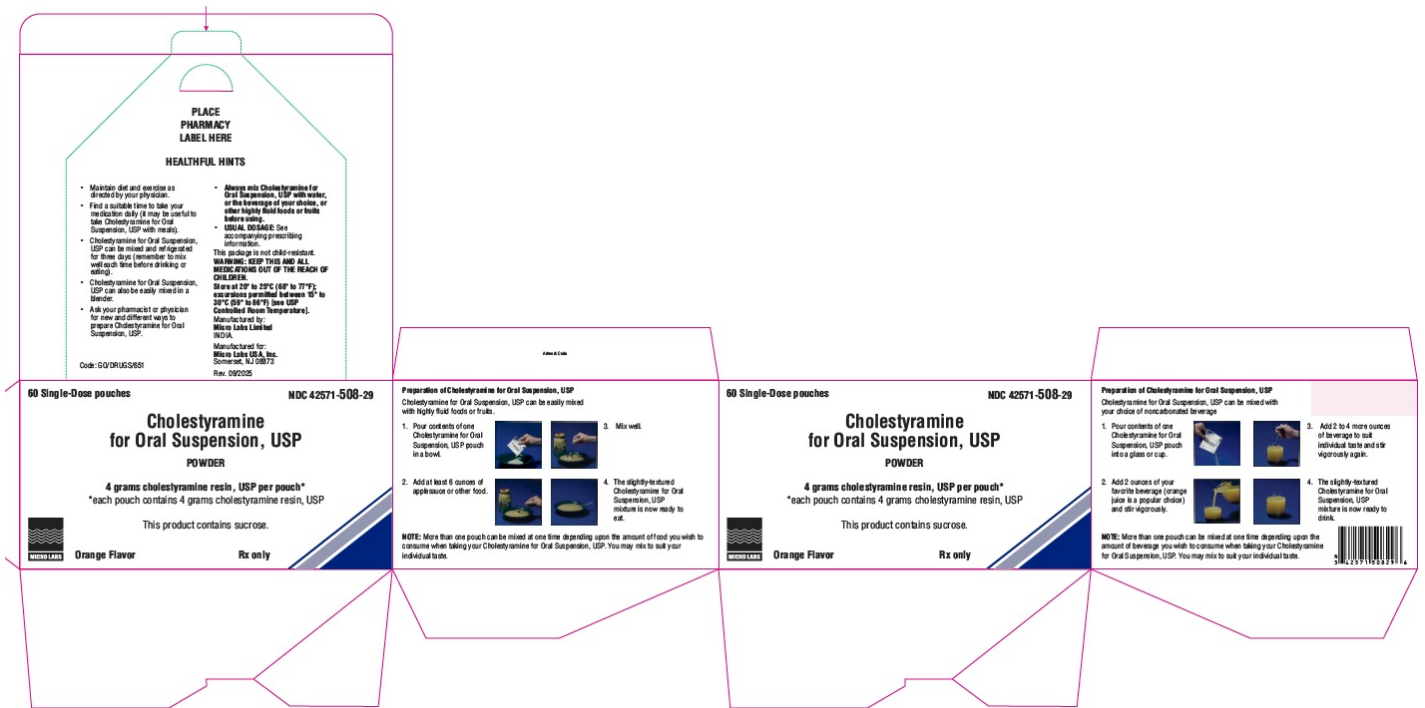 PLACE
PHARMACY
LABEL HERE
HEALTHFUL HINTS
• Maintain diet and exercise as
directed by your physician.
• Find a suitable time to take your
medication daily (it may be useful to
take Cholestyramine for Oral
Suspension, USP with meals).
• Cholestyramine for Oral Suspension,
USP can be mixed and refrigerated
for three days (remember to mix
well each time before drinking or
eating).
• Cholestyramine for Oral Suspension,
USP can also be easily mixed in a
blender.
• Ask your pharmacist or physician
for new and different ways to
prepare Cholestyramine for Oral
Suspension, USP.
Code: GO/DRUGS/651
• Always mix Cholestyramine for
Oral Suspension, USP with water,
or the beverage of your choice, or
other highly fluid foods or fruits
before using.
• USUAL DOSAGE: See
accompanying prescribing
information.
This package is not child-resistant.
WARNING: KEEP THIS AND ALL
MEDICATIONS OUT OF THE REACH OF
CHILDREN.
Store at 20° to 25°C (68° to 77°F);
excursions permitted between 15° to
30°C (59° to 86°F) [see USP
Controlled Room Temperature].
Manufactured by:
Micro Labs Limited
INDIA.
Manufactured for:
Micro Labs USA, Inc.
Somerset, NJ 08873
Rev. 09/2025
60 Single-Dose pouches
NDC 42571-508-29
Cholestyramine
for Oral Suspension, USP
POWDER
4 grams cholestyramine resin, USP per pouch*
*each pouch contains 4 grams cholestyramine resin, USP
This product contains sucrose.
MICRO LABS
Orange Flavor
Rx only
Preparation of Cholestyramine for Oral Suspension, USP
Cholestyramine for Oral Suspension, USP can be easily mixed
with highly fluid foods or fruits.
1. Pour contents of one
Cholestyramine for Oral
Suspension, USP pouch
in a bowl.
2. Add at least 6 ounces of
applesauce or other food.
3. Mix well.
4. The slightly-textured
Cholestyramine for Oral
Suspension, USP
mixture is now ready to
eat.
NOTE: More than one pouch can be mixed at one time depending upon the amount of food you wish to
consume when taking your Cholestyramine for Oral Suspension, USP. You may mix to suit your
individual taste.
60 Single-Dose pouches
NDC 42571-508-29
Cholestyramine
for Oral Suspension, USP
POWDER
4 grams cholestyramine resin, USP per pouch*
*each pouch contains 4 grams cholestyramine resin, USP
This product contains sucrose.
MICRO LABS
Orange Flavor
Rx only
Preparation of Cholestyramine for Oral Suspension, USP
Cholestyramine for Oral Suspension, USP can be mixed with
your choice of noncarbonated beverage
1. Pour contents of one
Cholestyramine for Oral
Suspension, USP pouch
into a glass or cup.
2. Add 2 ounces of your
favorite beverage (orange
juice is a popular choice)
and stir vigorously.
3. Add 2 to 4 more ounces
of beverage to suit
individual taste and stir
vigorously again.
4. The slightly-textured
Cholestyramine for Oral
Suspension, USP
mixture is now ready to
drink.
NOTE: More than one pouch can be mixed at one time depending upon the
amount of beverage you wish to consume when taking your Cholestyramine
for Oral Suspension, USP. You may mix to suit your individual taste.
N
3 42571 50829 6